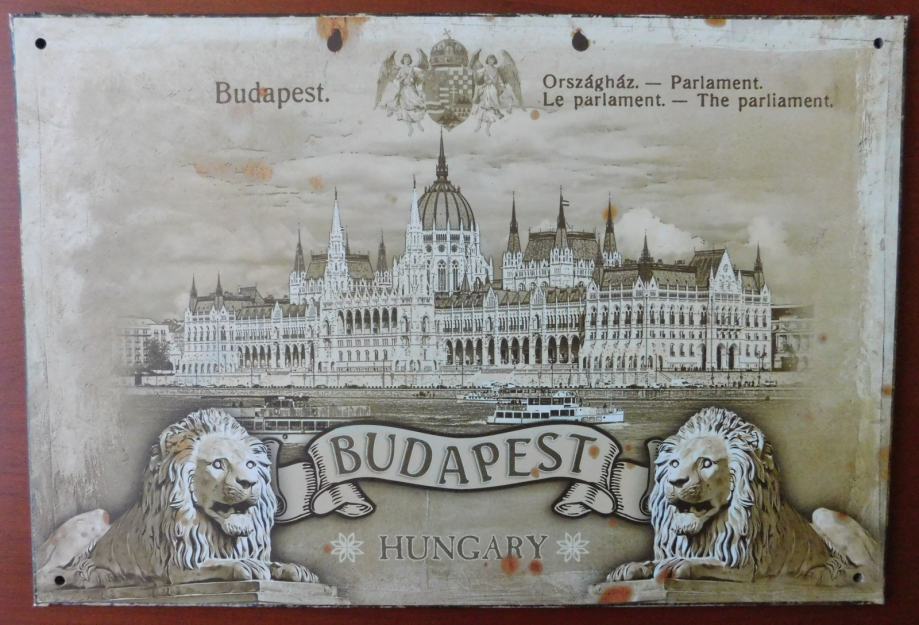 Budapest.
Országház. — Parlament.
Le parlament. — The parliament.
BUDAPEST
HUNGARY